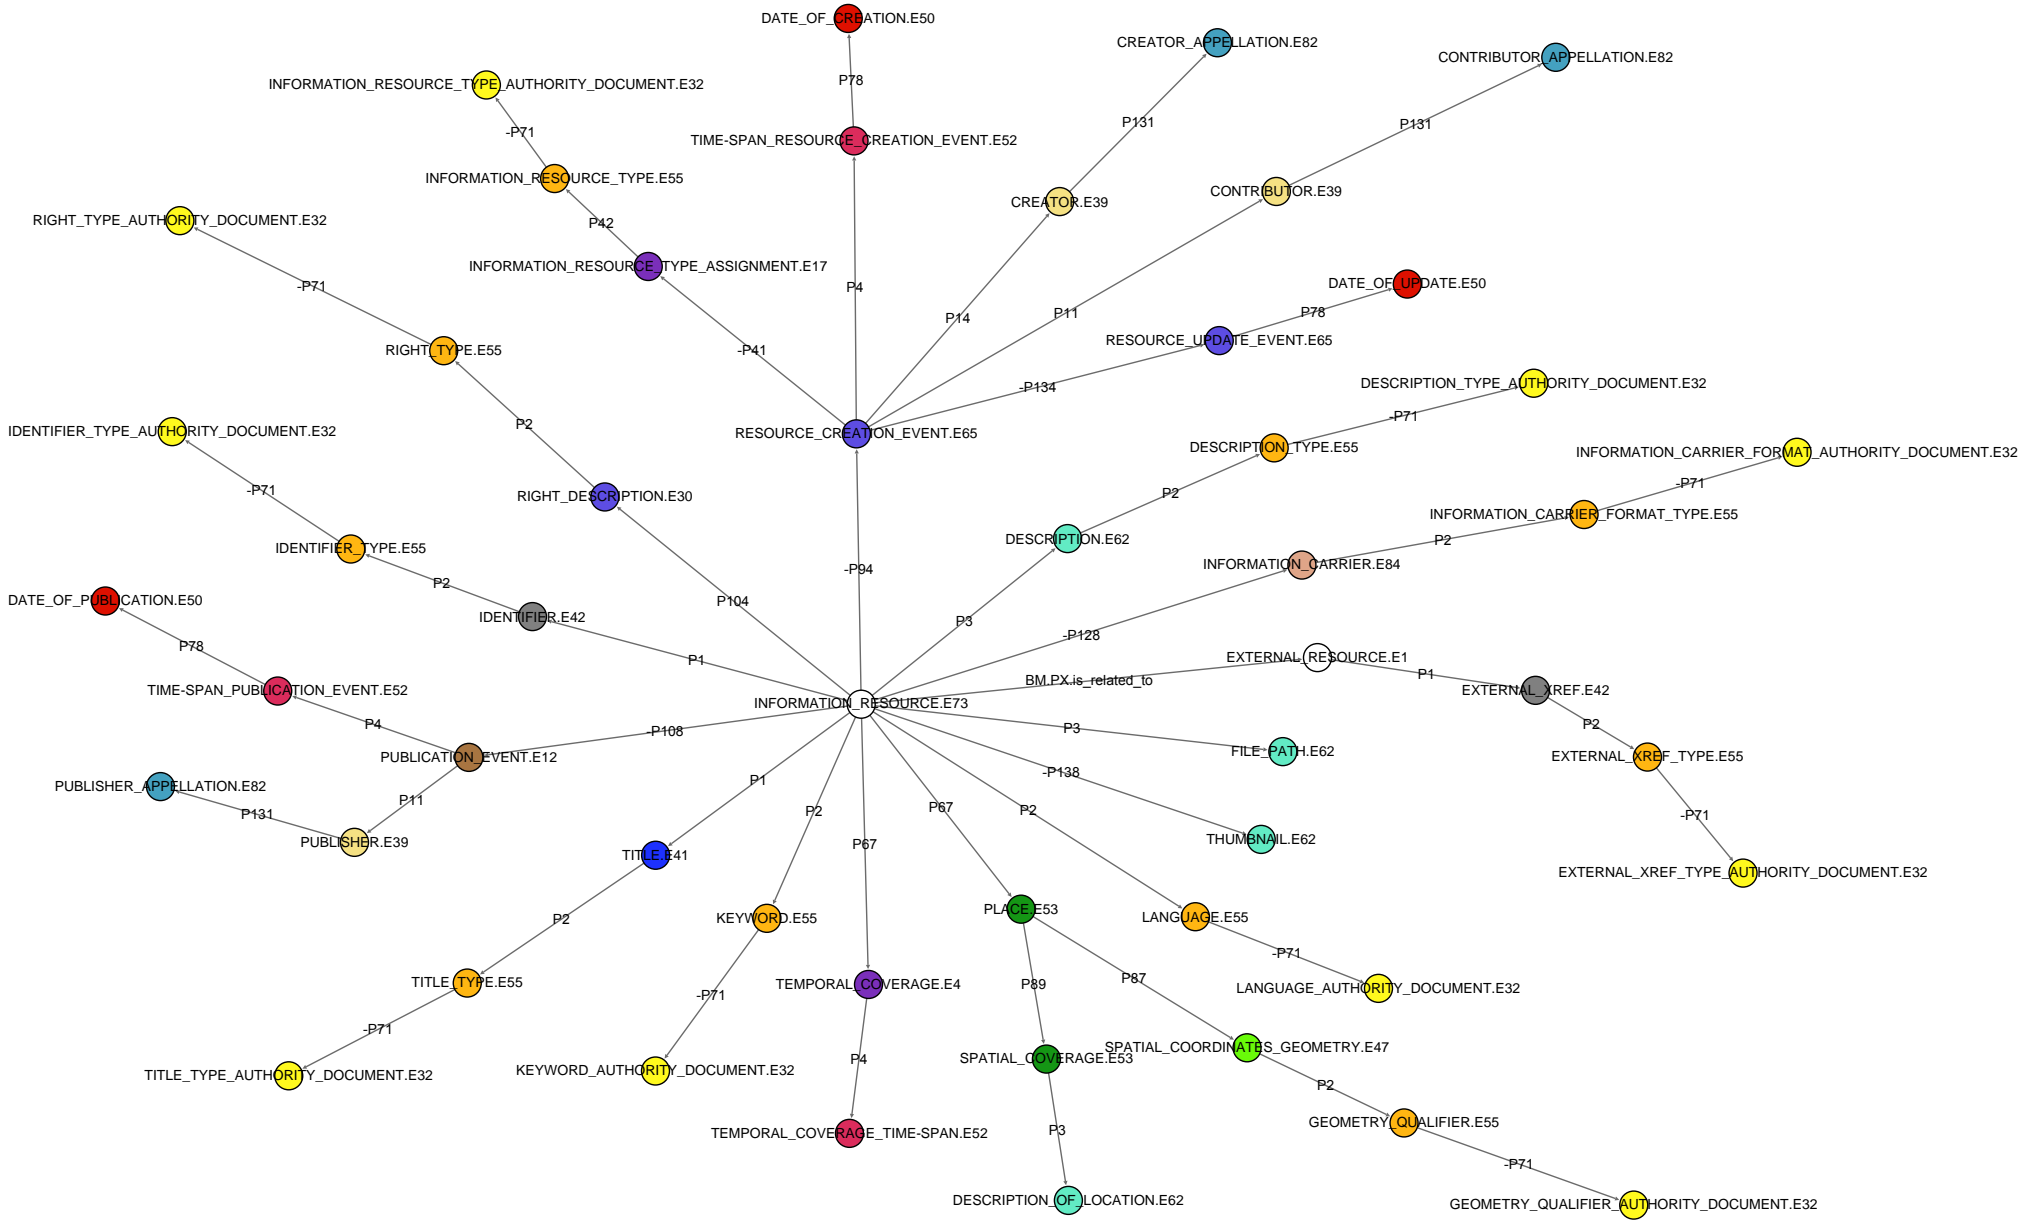 DATE_OF_CREATION.E50
CREATOR_APPELLATION.E82
CONTRIBUTOR_APPELLATION.E82
P78
INFORMATION_RESOURCE_TYPE_AUTHORITY_DOCUMENT.E32
P131
P131
-P71
TIME-SPAN_RESOURCE_CREATION_EVENT.E52
INFORMATION_RESOURCE_TYPE.E55
CONTRIBUTOR.E39
CREATOR.E39
RIGHT_TYPE_AUTHORITY_DOCUMENT.E32
P42
INFORMATION_RESOURCE_TYPE_ASSIGNMENT.E17
DATE_OF_UPDATE.E50
-P71
P4
P14
P11
P78
RESOURCE_UPDATE_EVENT.E65
RIGHT_TYPE.E55
-P41
-P134
DESCRIPTION_TYPE_AUTHORITY_DOCUMENT.E32
-P71
P2
IDENTIFIER_TYPE_AUTHORITY_DOCUMENT.E32
RESOURCE_CREATION_EVENT.E65
DESCRIPTION_TYPE.E55
INFORMATION_CARRIER_FORMAT_AUTHORITY_DOCUMENT.E32
-P71
-P71
P2
RIGHT_DESCRIPTION.E30
INFORMATION_CARRIER_FORMAT_TYPE.E55
DESCRIPTION.E62
P2
IDENTIFIER_TYPE.E55
INFORMATION_CARRIER.E84
-P94
P2
DATE_OF_PUBLICATION.E50
P104
IDENTIFIER.E42
P3
-P128
P78
P1
EXTERNAL_RESOURCE.E1
P1
BM.PX.is_related_to
TIME-SPAN_PUBLICATION_EVENT.E52
EXTERNAL_XREF.E42
INFORMATION_RESOURCE.E73
P4
-P108
P3
P2
FILE_PATH.E62
PUBLICATION_EVENT.E12
EXTERNAL_XREF_TYPE.E55
-P138
P1
PUBLISHER_APPELLATION.E82
P11
P67
P2
P2
P131
-P71
PUBLISHER.E39
P67
THUMBNAIL.E62
TITLE.E41
EXTERNAL_XREF_TYPE_AUTHORITY_DOCUMENT.E32
PLACE.E53
LANGUAGE.E55
KEYWORD.E55
P2
-P71
P87
TITLE_TYPE.E55
TEMPORAL_COVERAGE.E4
P89
LANGUAGE_AUTHORITY_DOCUMENT.E32
-P71
-P71
SPATIAL_COORDINATES_GEOMETRY.E47
P4
SPATIAL_COVERAGE.E53
KEYWORD_AUTHORITY_DOCUMENT.E32
TITLE_TYPE_AUTHORITY_DOCUMENT.E32
P2
GEOMETRY_QUALIFIER.E55
P3
TEMPORAL_COVERAGE_TIME-SPAN.E52
-P71
DESCRIPTION_OF_LOCATION.E62
GEOMETRY_QUALIFIER_AUTHORITY_DOCUMENT.E32